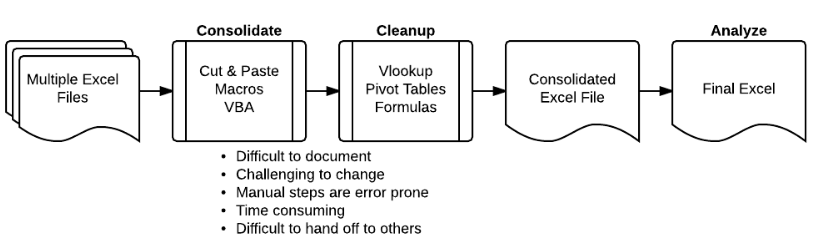 Consolidate
Cleanup
Analyze
Multiple Excel
Files
Cut & Paste
Macros
VBA
Vlookup
Pivot Tables
Formulas
Consolidated
Excel File
Final Excel
• Difficult to document
• Challenging to change
• Manual steps are error prone
• Time consuming
• Difficult to hand off to others